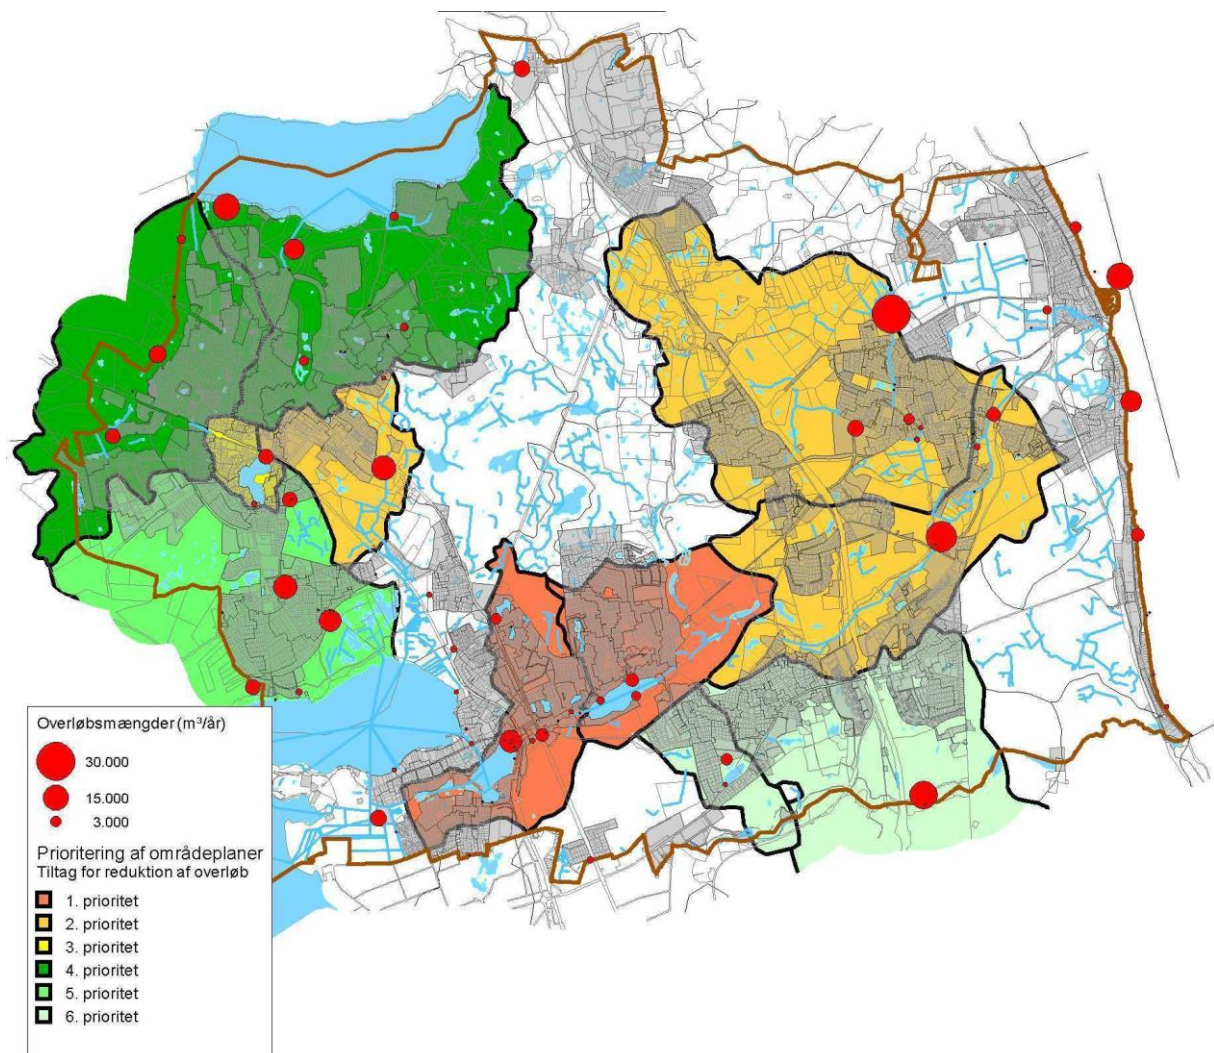 Overløbsmængder (m³/år)
30.000
15.000
3.000
Prioritering af områdeplaner
Tiltag for reduktion af overløb
1. prioritet
2. prioritet
3. prioritet
4. prioritet
5. prioritet
6. prioritet